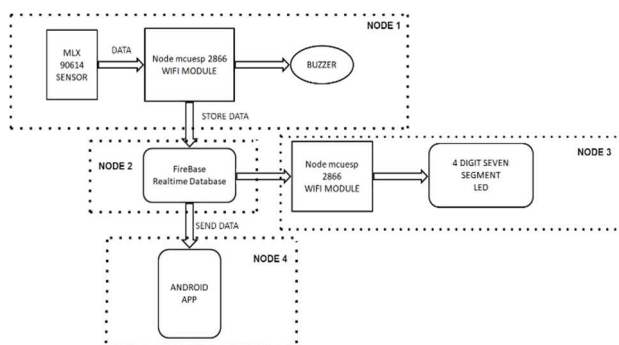 NODE 1
MLX
90614
SENSOR
DATA
Node mcuesp 2866
WIFI MODULE
BUZZER
STORE DATA
NODE 2
FireBase
Realtime Database
Node mcuesp
2866
WIFI MODULE
4 DIGIT SEVEN
SEGMENT
LED
NODE 3
SEND DATA
NODE 4
ANDROID
APP